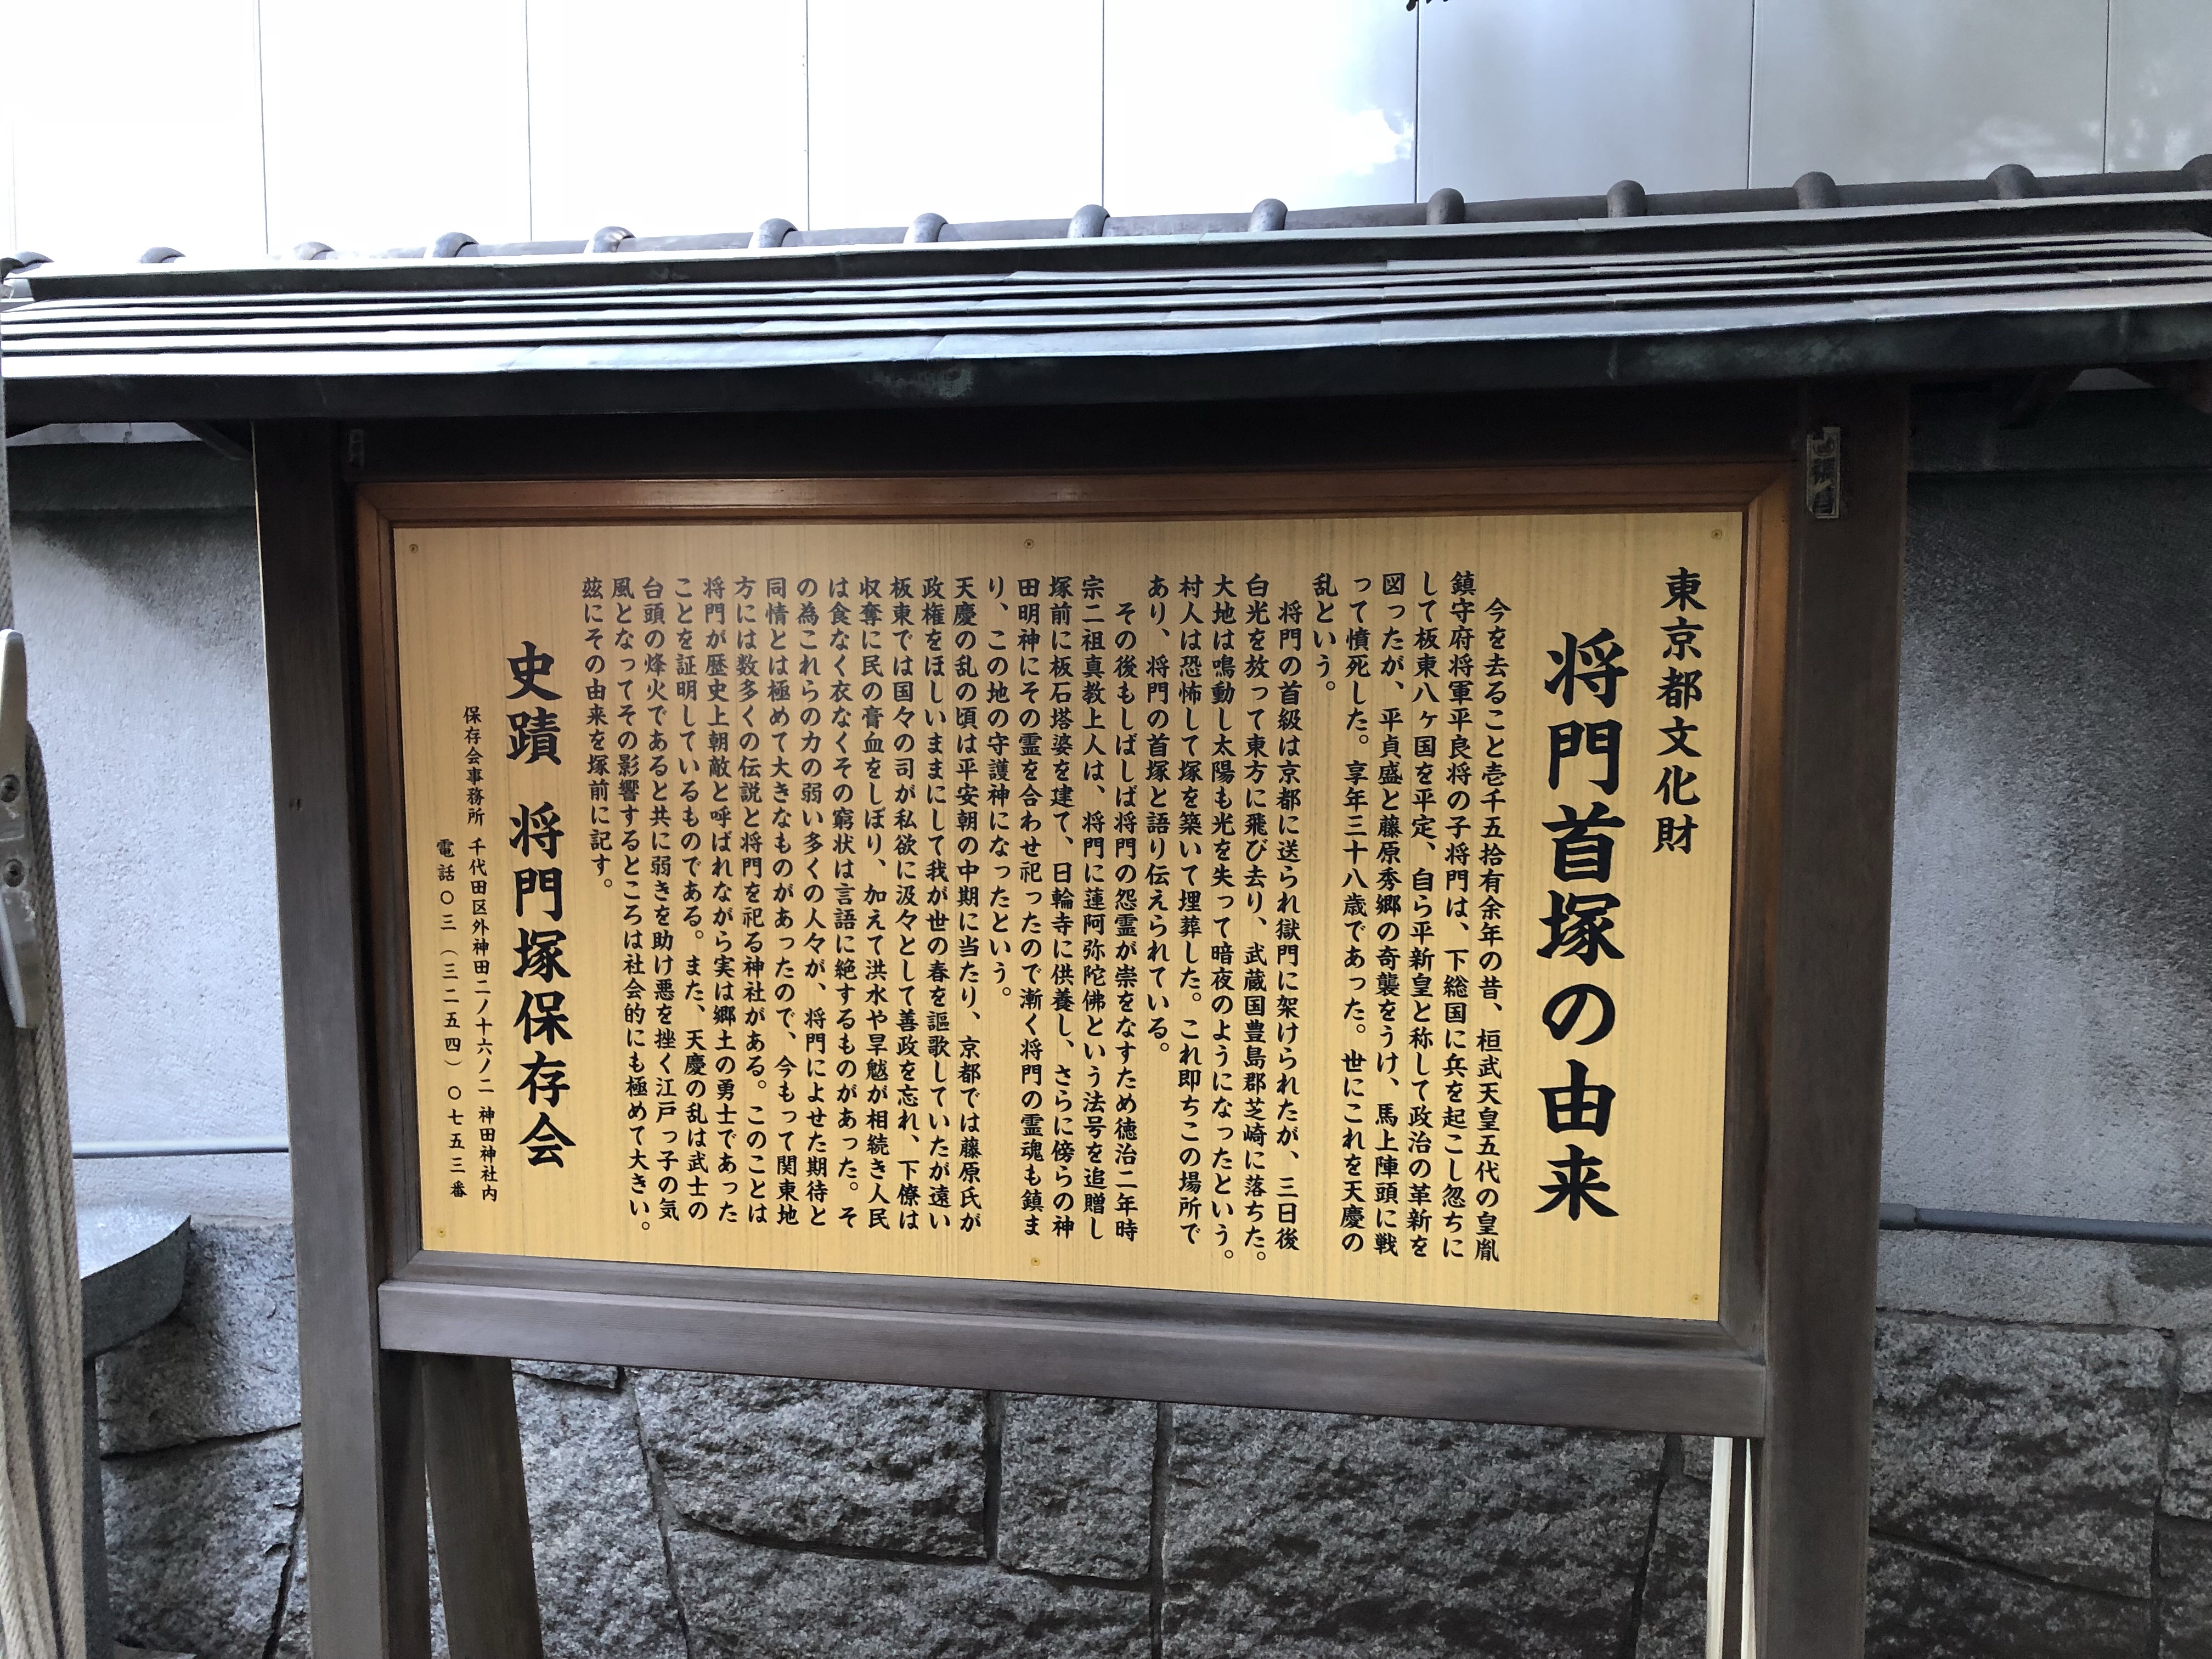 東京都文化財
将門首塚の由来
今を去ること壱千五拾有余年の昔、桓武天皇五代の皇胤
鎮守府将軍平良将の子将門は、下総国に兵を起こし忽ちに
して板東八ヶ国を平定、自ら平新皇と称して政治の革新を
図ったが、平貞盛と藤原秀郷の奇襲をうけ、馬上陣頭に戦
って憤死した。享年三十八歳であった。世にこれを天慶の
乱という。
将門の首級は京都に送られ獄門に架けられたが、三日後
白光を放って東方に飛び去り、武蔵国豊島郡芝崎に落ちた。
大地は鳴動し太陽も光を失って暗夜のようになったという。
村人は恐怖して塚を築いて埋葬した。これ即ちこの場所で
あり、将門の首塚と語り伝えられている。
その後もしばしば将門の怨霊が祟をなすため徳治二年時
宗二祖真教上人は、将門に蓮阿弥陀佛という法号を追贈し
塚前に板石塔婆を建て、日輪寺に供養し、さらに傍らの神
田明神にその霊を合わせ祀ったので漸く将門の霊魂も鎮ま
り、この地の守護神になったという。
天慶の乱の頃は平安朝の中期に当たり、京都では藤原氏が
政権をほしいままにして我が世の春を謳歌していたが遠い
板東では国々の司が私欲に汲々として善政を忘れ、下僚は
収奪に民の膏血をしぼり、加えて洪水や旱魃が相続き人民
は食なく衣なくその窮状は言語に絶するものがあった。そ
の為これらの力の弱い多くの人々が、将門によせた期待と
同情とは極めて大きなものがあったので、今もって関東地
方には数多くの伝説と将門を祀る神社がある。このことは
将門が歴史上朝敵と呼ばれながら実は郷土の勇士であった
ことを証明しているものである。また、天慶の乱は武士の
台頭の烽火であると共に弱きを助け悪を挫く江戸っ子の気
風となってその影響するところは社会的にも極めて大きい。
茲にその由来を塚前に記す。
史蹟 将門塚保存会
保存会事務所 千代田区外神田二ノ十六ノ二 神田神社内
電話〇三（三二五四）〇七五三番